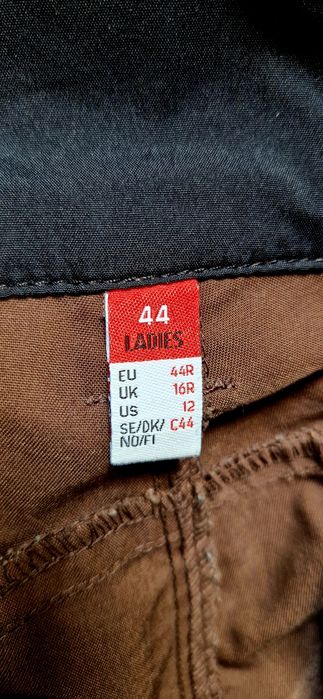 44
LADIES
EU 44R
UK 16R
US 12
SE/DK/ C44
NO/FI